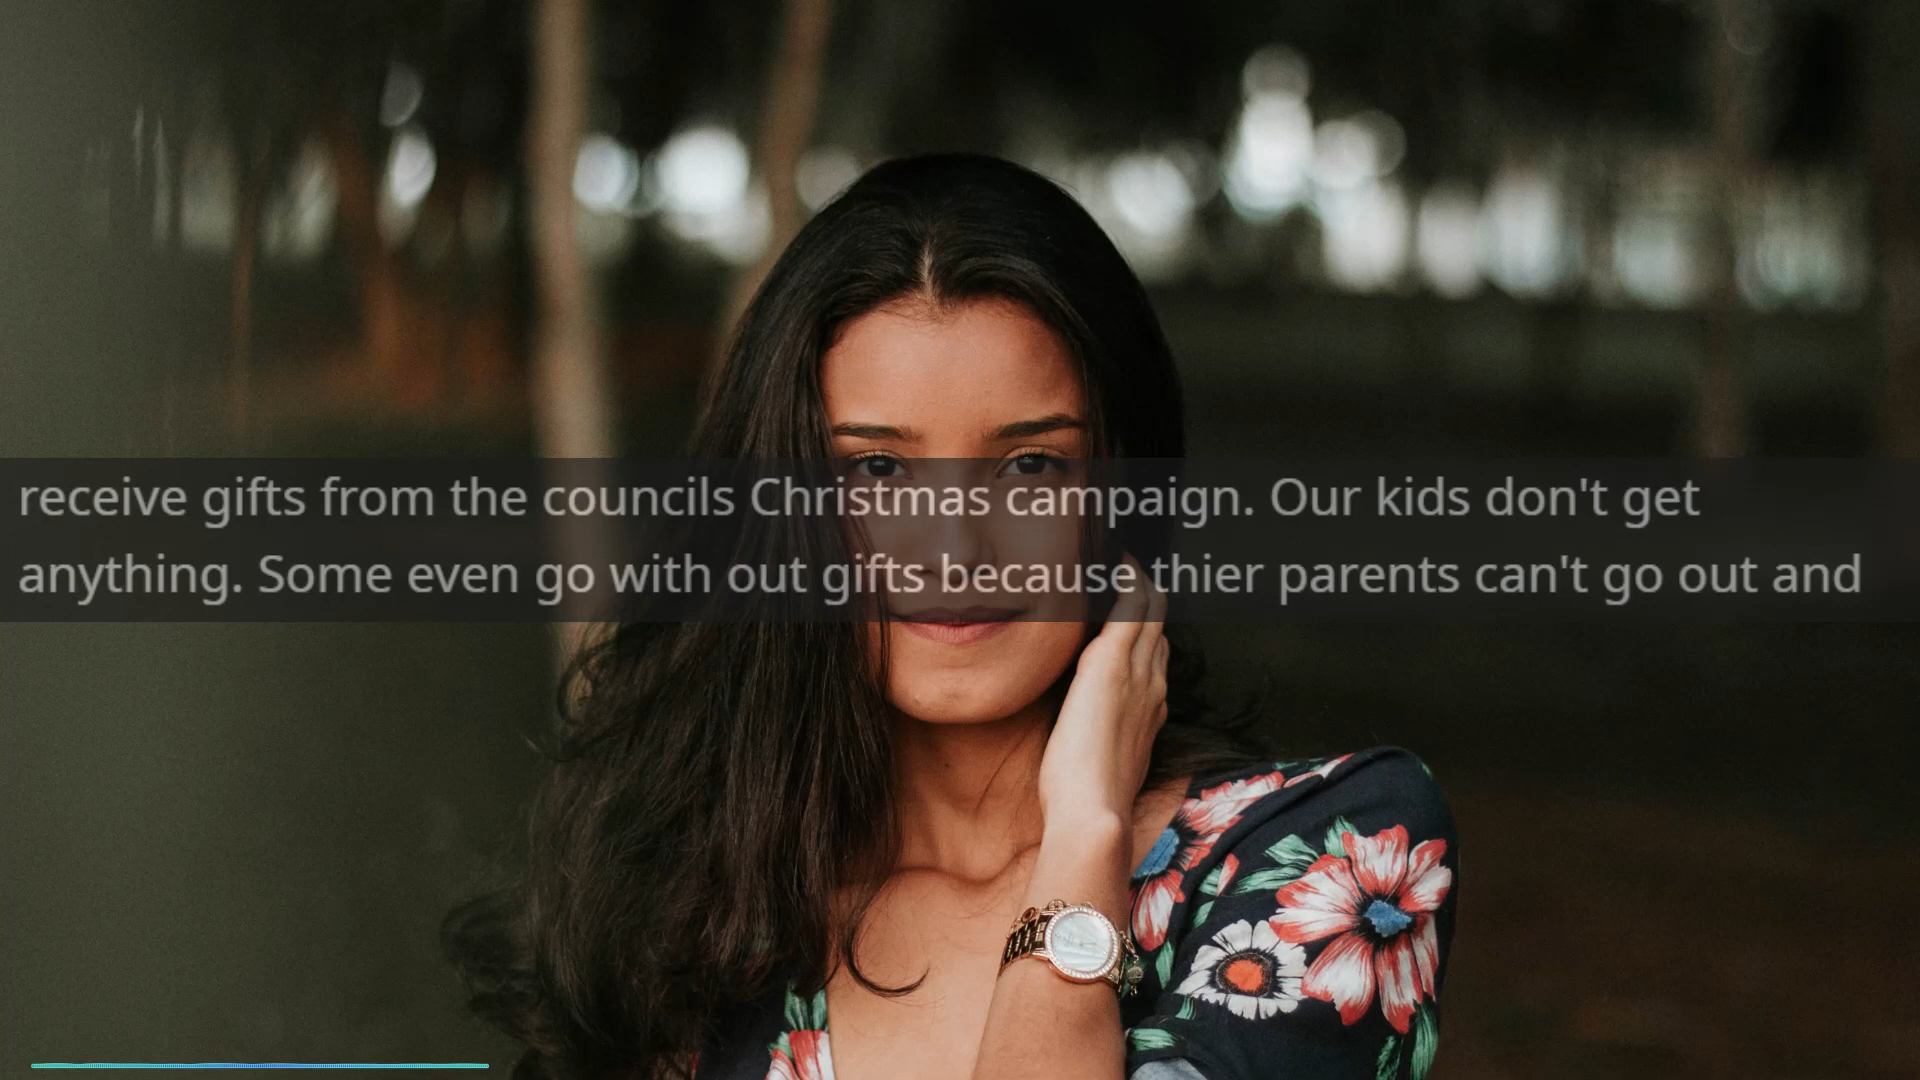 receive gifts from the councils Christmas campaign. Our kids don't get
anything. Some even go with out gifts because thier parents can't go out and